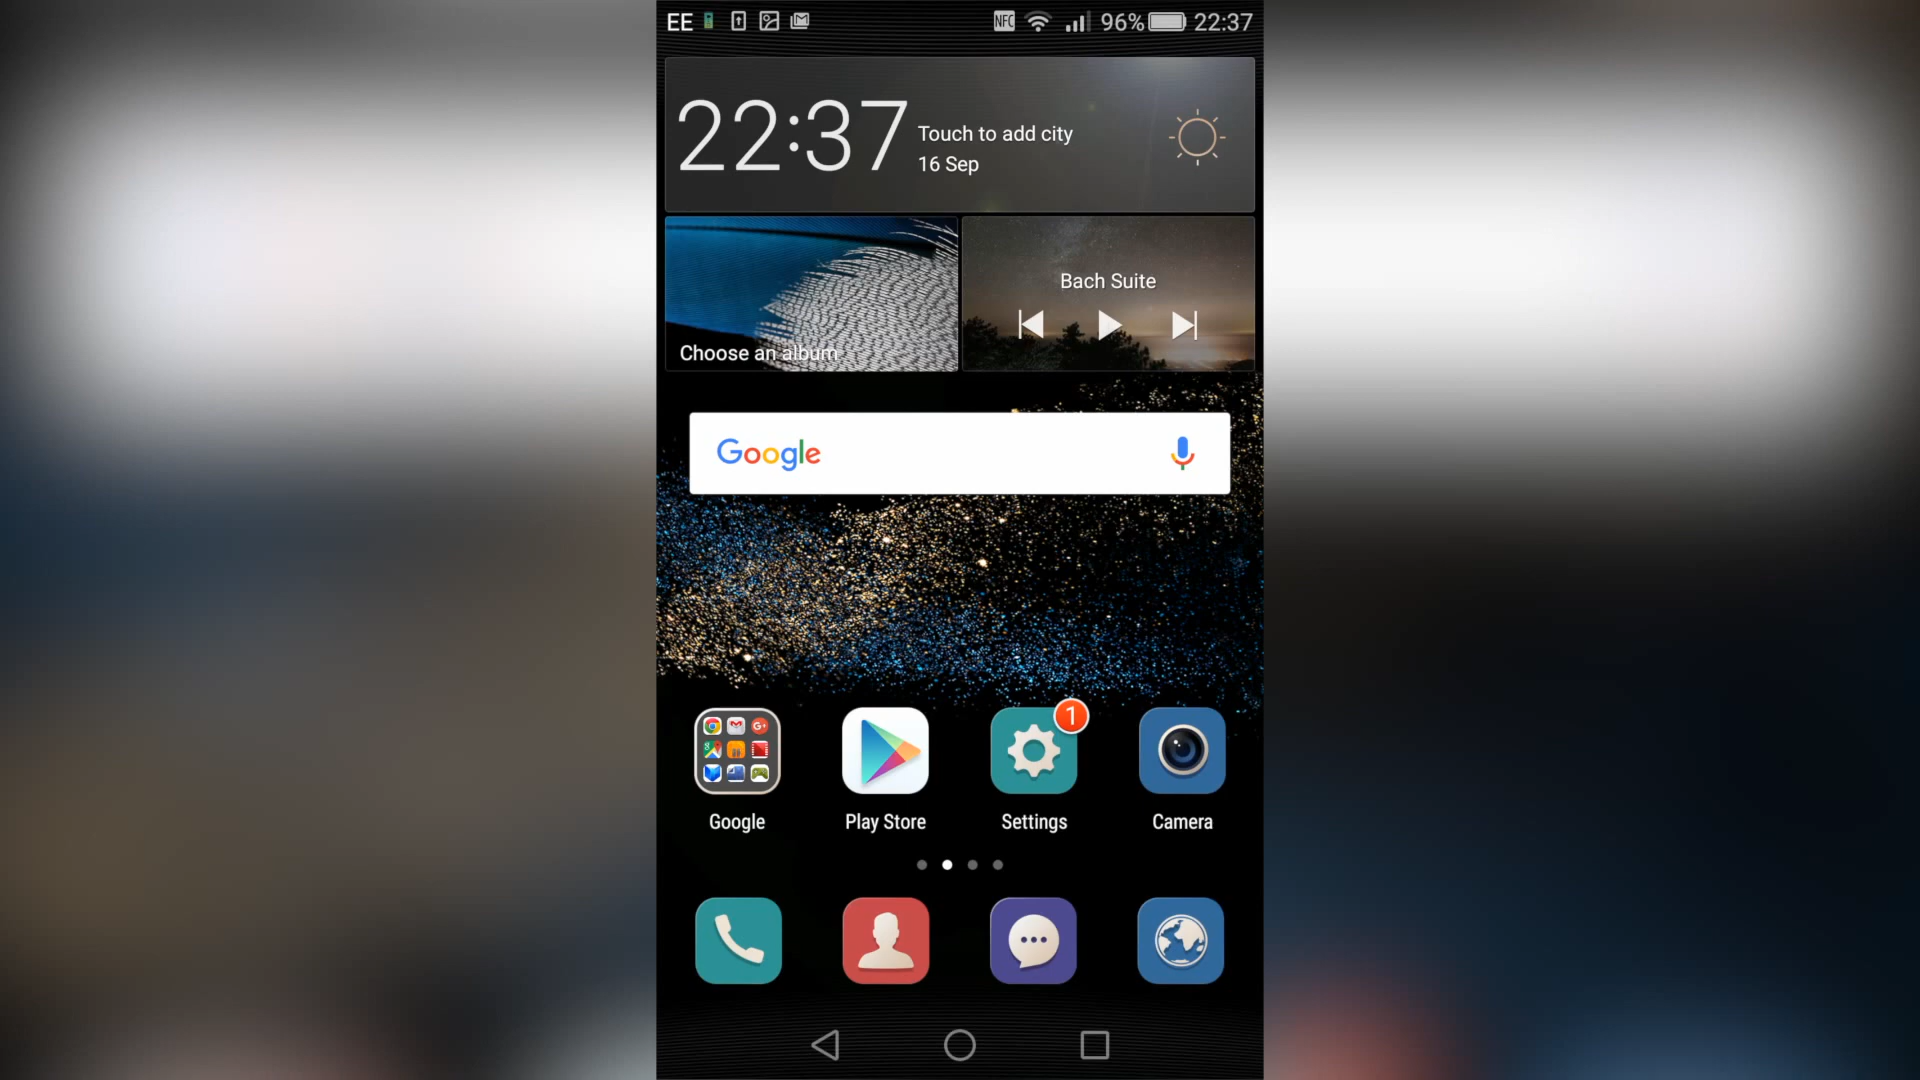 EE
NFC 96% 22:37
22:37
Touch to add city
16 Sep
Choose an album
Bach Suite
Google
1
Google Play Store Settings Camera